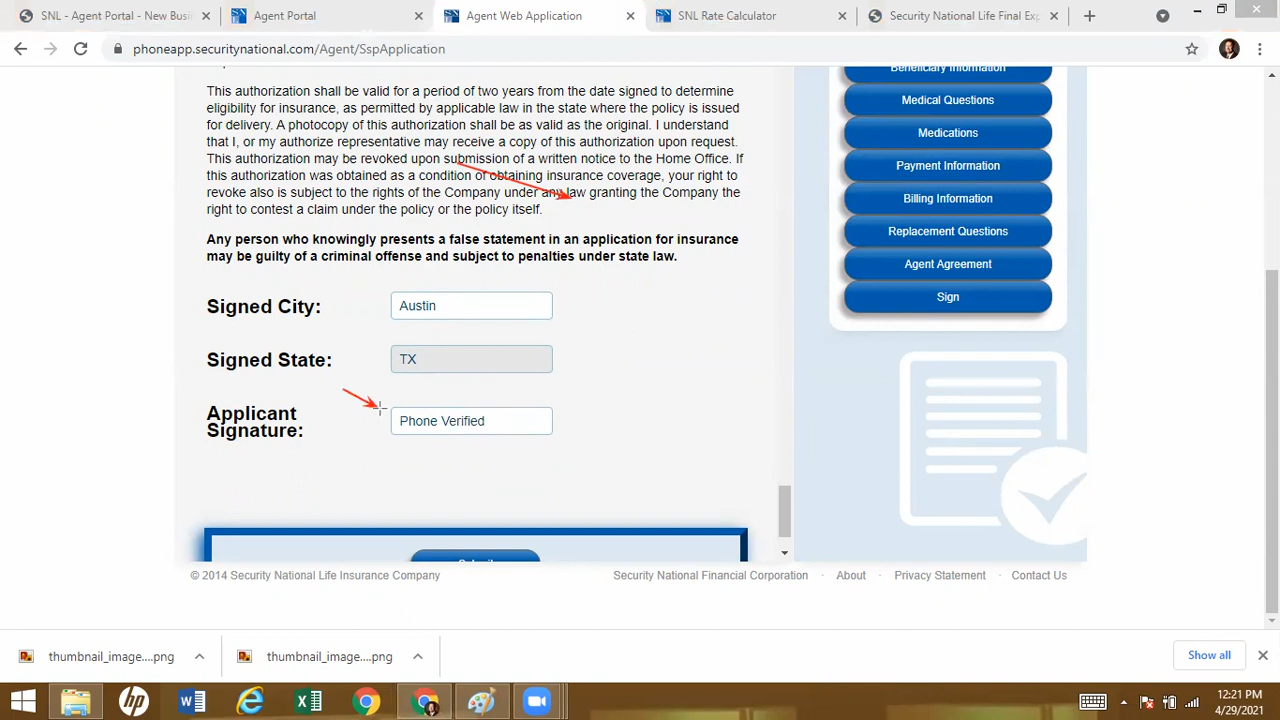 SNL - Agent Portal - New Busi
Agent Portal
Agent Web Application
SNL Rate Calculator
Security National Life Final Exp
phoneapp.securitynational.com/Agent/SspApplication
This authorization shall be valid for a period of two years from the date signed to determine
eligibility for insurance, as permitted by applicable law in the state where the policy is issued
for delivery. A photocopy of this authorization shall be as valid as the original. I understand
that I, or my authorize representative may receive a copy of this authorization upon request.
This authorization may be revoked upon submission of a written notice to the Home Office. If
this authorization was obtained as a condition of obtaining insurance coverage, your right to
revoke also is subject to the rights of the Company under any law granting the Company the
right to contest a claim under the policy or the policy itself.
Any person who knowingly presents a false statement in an application for insurance
may be guilty of a criminal offense and subject to penalties under state law.
Signed City:
Austin
Signed State:
TX
Applicant
Signature:
Phone Verified
Submit
Beneficiary Information
Medical Questions
Medications
Payment Information
Billing Information
Replacement Questions
Agent Agreement
Sign
© 2014 Security National Life Insurance Company
Security National Financial Corporation · About · Privacy Statement · Contact Us
thumbnail_image....png
thumbnail_image....png
Show all
12:21 PM
4/29/2021